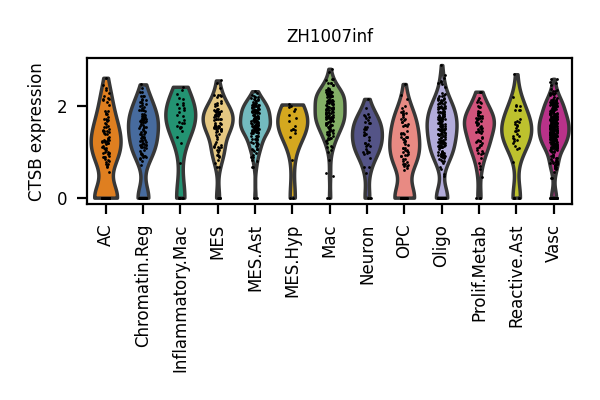 ZH1007inf
CTSB expression
2
0
AC
Chromatin.Reg
Inflammatory.Mac
MES
MES.Ast
MES.Hyp
Mac
Neuron
OPC
Oligo
Prolif.Metab
Reactive.Ast
Vasc